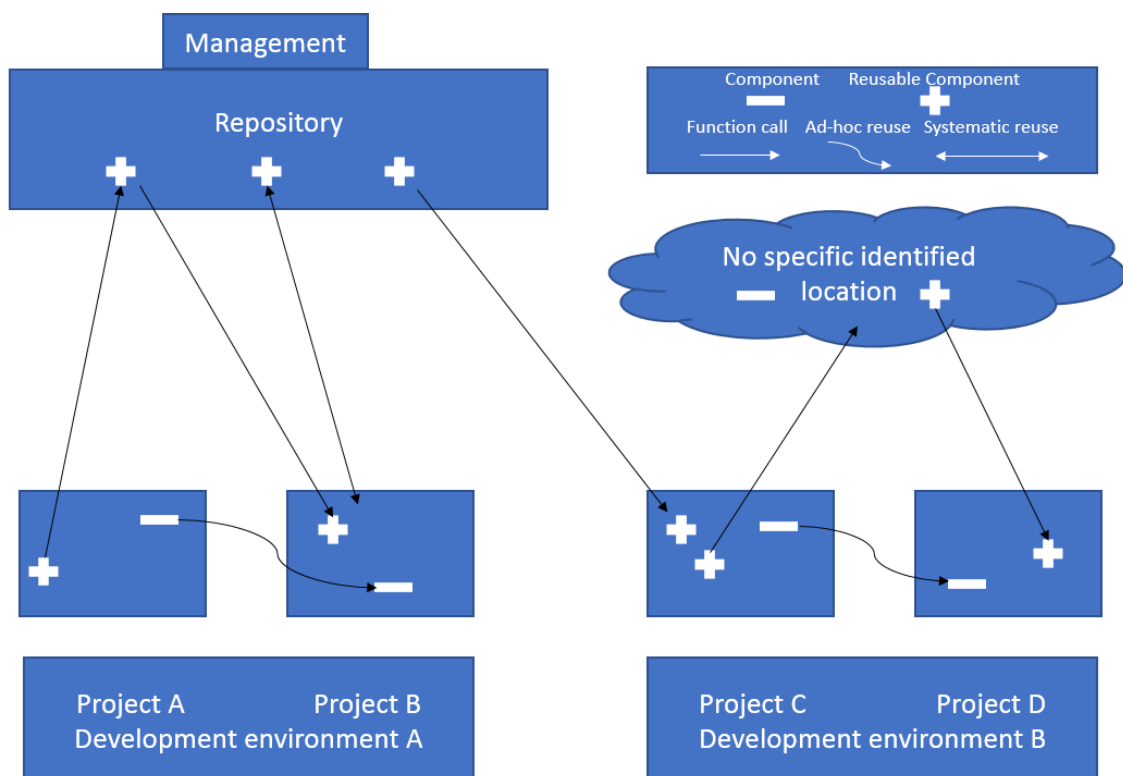 Management
Repository
Component Reusable Component
Function call Ad-hoc reuse Systematic reuse
No specific identified
location
Project A Project B
Development environment A
Project C Project D
Development environment B